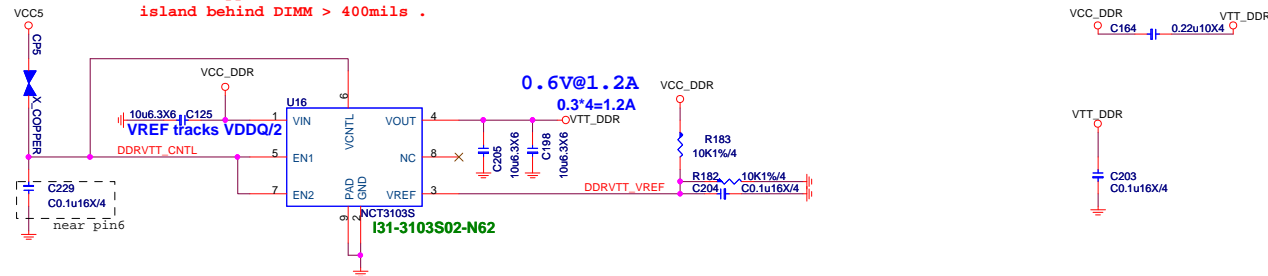 island behind DIMM > 400mils .
VCC5
CP5
X_COPPER
VCC_DDR
10u6.3X6
C125
VREF tracks VDDQ/2
DDRVTT_CNTL
C229
C0.1u16X/4
near pin6
U16
6
1
VIN
VCNTL
VOUT
4
5
EN1
NC
8
7
EN2
PAD
GND
VREF
3
9
2
NCT3103S
I31-3103S02-N62
0.6V@1.2A
0.3*4=1.2A
VTT_DDR
C205
10u6.3X6
C198
10u6.3X6
VCC_DDR
R183
10K1%/4
DDRVTT_VREF
R182
10K1%/4
C204
C0.1u16X/4
VCC_DDR
C164
0.22u10X4
VTT_DDR
VTT_DDR
C203
C0.1u16X/4